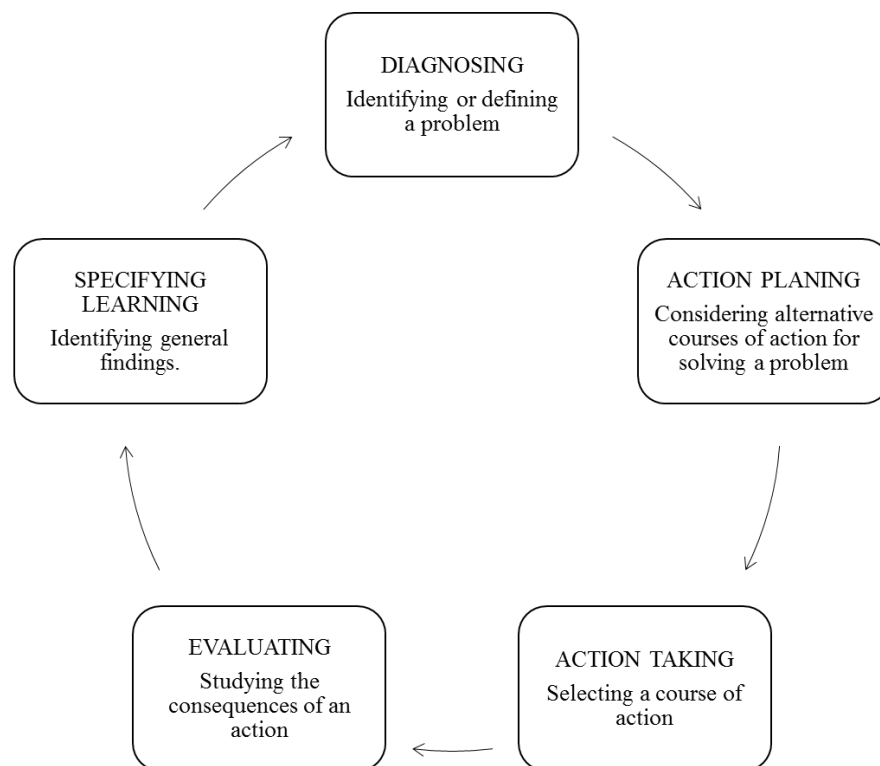 DIAGNOSING
Identifying or defining
a problem
ACTION PLANING
Considering alternative
courses of action for
solving a problem
ACTION TAKING
Selecting a course of
action
EVALUATING
Studying the
consequences of an
action
SPECIFYING
LEARNING
Identifying general
findings.